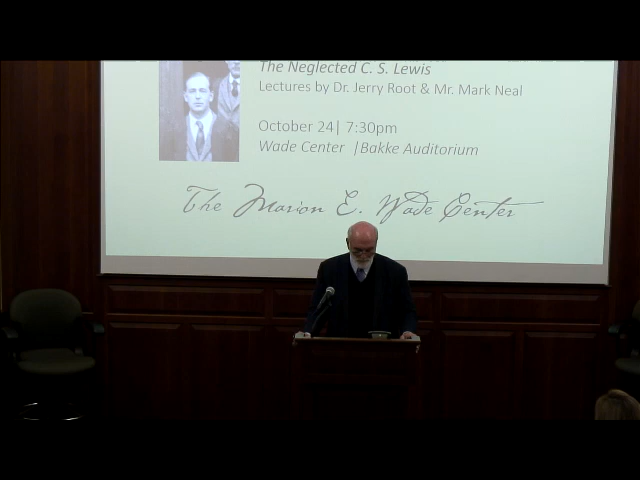 The Neglected C. S. Lewis
Lectures by Dr. Jerry Root & Mr. Mark Neal
October 24| 7:30pm
Wade Center |Bakke Auditorium
The Marion E. Wade Center